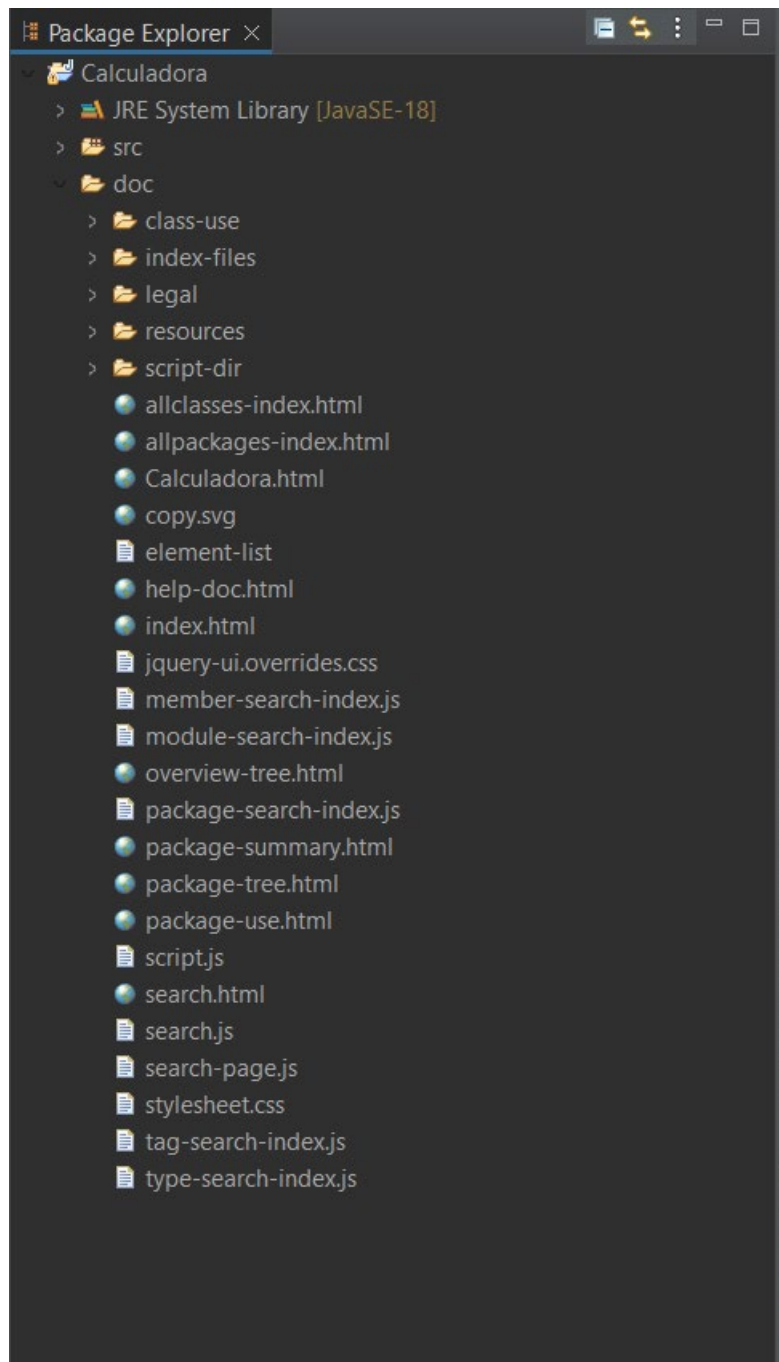 Package Explorer
Calculadora
JRE System Library [JavaSE-18]
src
doc
class-use
index-files
legal
resources
script-dir
allclasses-index.html
allpackages-index.html
Calculadora.html
copy.svg
element-list
help-doc.html
index.html
jquery-ui.overrides.css
member-search-index.js
module-search-index.js
overview-tree.html
package-search-index.js
package-summary.html
package-tree.html
package-use.html
script.js
search.html
search.js
search-page.js
stylesheet.css
tag-search-index.js
type-search-index.js